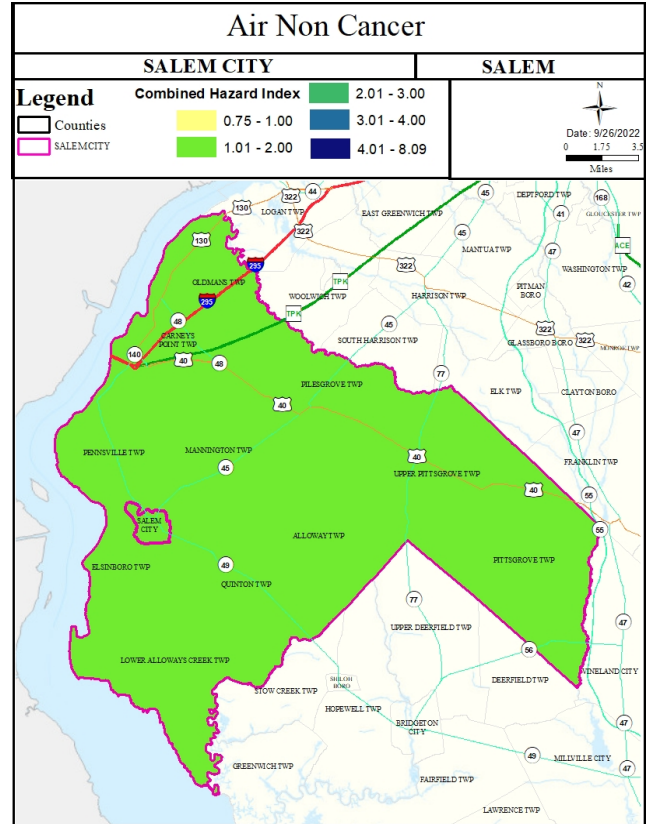 Air Non Cancer
SALEM CITY
SALEM
Legend
Counties
SALEMCITY
Combined Hazard Index
0.75 - 1.00
1.01 - 2.00
2.01 - 3.00
3.01 - 4.00
4.01 - 8.09
N
Date: 9/26/2022
0 1.75 3.5
Miles
322
44
45
DEPTFORD TWP
168
130
LOGAN TWP
EAST GREENWICH TWP
41
GLOUCESTER TWP
130
322
45
MANTUA TWP
47
ACE
295
322
WASHINGTON TWP
OLDMANS TWP
TPK
42
295
WOOLWICH TWP
HARRISON TWP
PITMAN
BORO
48
TPK
45
322
322
CARNEYS
POINT TWP
SOUTH HARRISON TWP
GLASSBORO BORO
MONROE TWP
140
40
48
77
PILESGROVE TWP
ELK TWP
CLAYTON BORO
40
47
PENNSVILLE TWP
MANNINGTON TWP
40
FRANKLIN TWP
45
UPPER PITTSGROVE TWP
40
55
SALEM
CITY
55
ALLOWAY TWP
ELSINBORO TWP
49
PITTSGROVE TWP
QUINTON TWP
77
UPPER DEERFIELD TWP
47
56
LOWER ALLOWAYS CREEK TWP
VINELAND CITY
SHILOH
BORO
DEERFIELD TWP
STOW CREEK TWP
HOPEWELL TWP
BRIDGETON
CITY
47
49
MILLVILLE CITY
GREENWICH TWP
47
FAIRFIELD TWP
LAWRENCE TWP